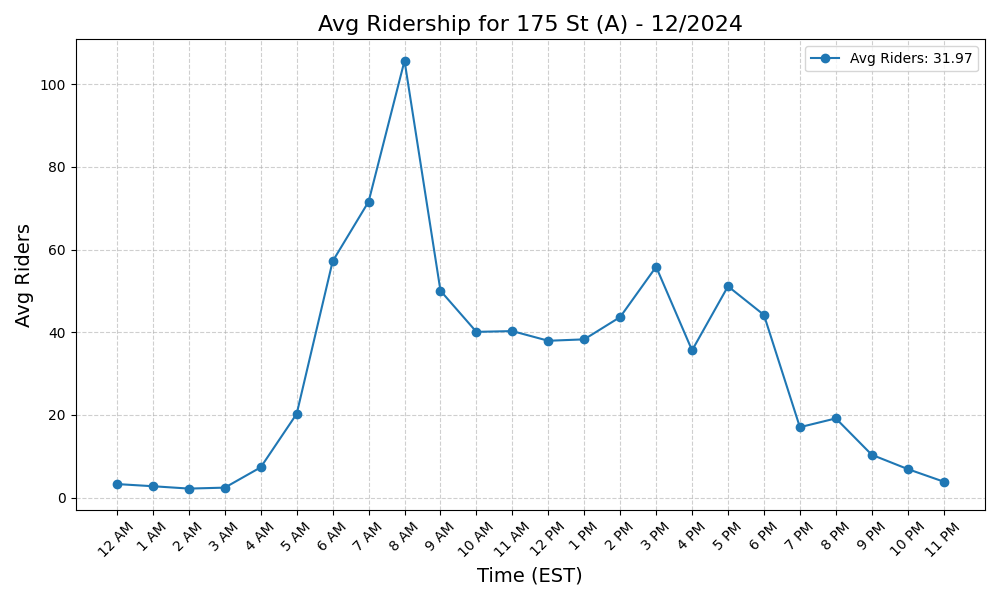 Avg Ridership for 175 St (A) - 12/2024
Avg Riders: 31.97
Avg Riders
100
80
60
40
20
0
12 AM
1 AM
2 AM
3 AM
4 AM
5 AM
6 AM
7 AM
8 AM
9 AM
10 AM
11 AM
12 PM
1 PM
2 PM
3 PM
4 PM
5 PM
6 PM
7 PM
8 PM
9 PM
10 PM
11 PM
Time (EST)